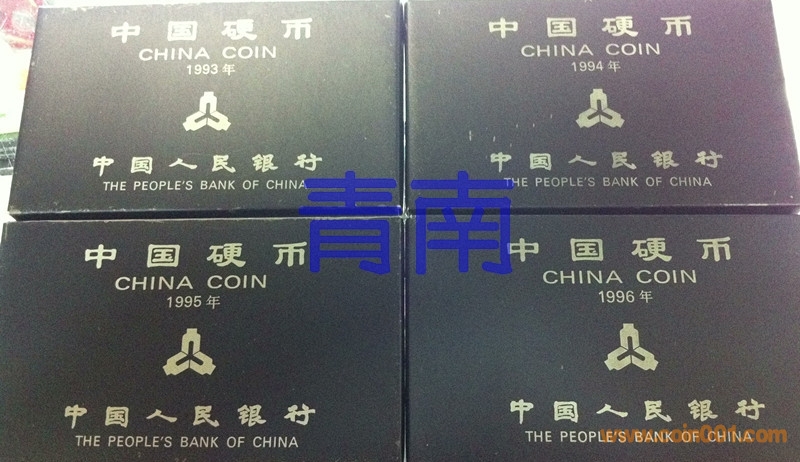 中国硬币
CHINA COIN
1993年
中国人民银行
THE PEOPLE'S BANK OF CHINA
中国硬币
CHINA COIN
1994年
中国人民银行
THE PEOPLE'S BANK OF CHINA
青南
中国硬币
CHINA COIN
1995年
中国人民银行
THE PEOPLE'S BANK OF CHINA
中国硬币
CHINA COIN
1996年
中国人民银行
THE PEOPLE'S BANK OF CHINA
www.coin001.com